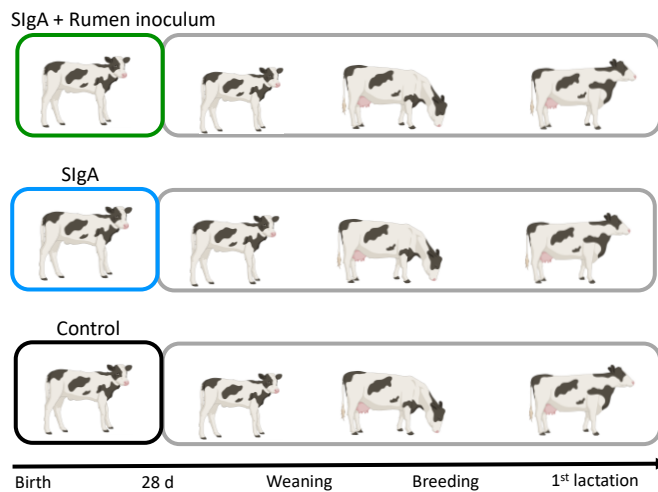 SIgA + Rumen inoculum
SIgA
Control
Birth 28 d Weaning Breeding 1st lactation